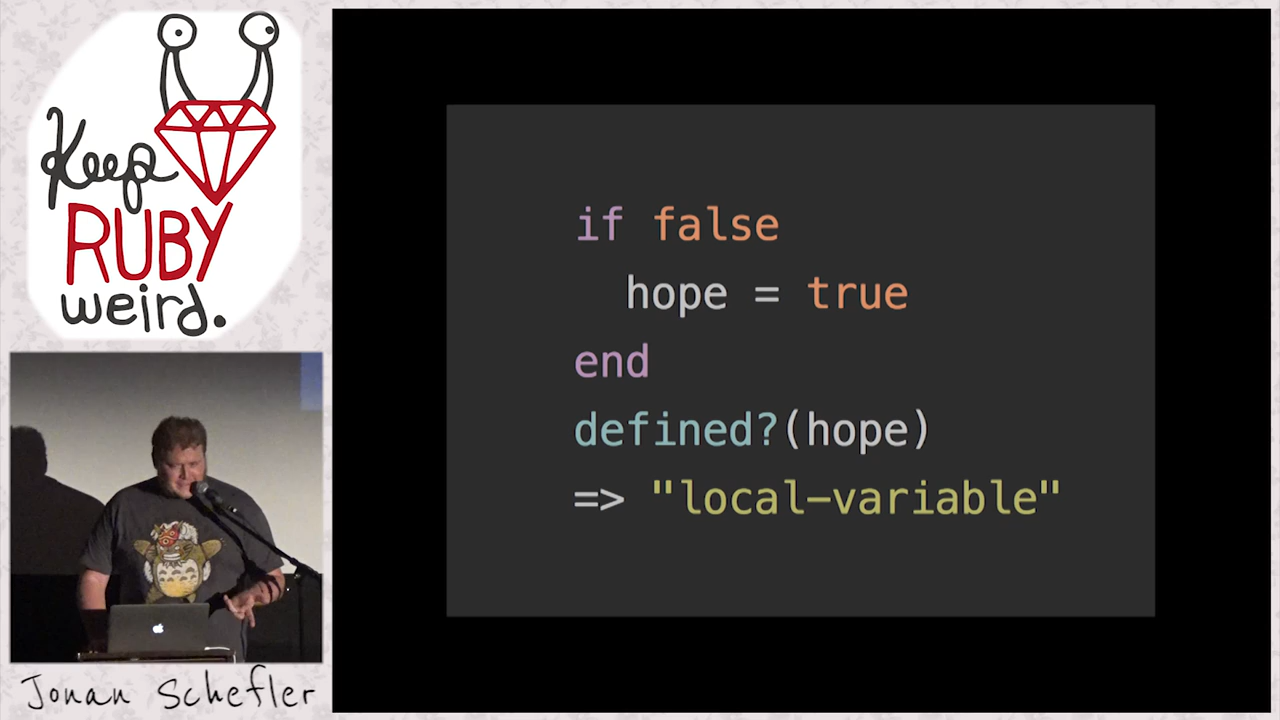 Keep
RUBY
weird.
if false
  hope = true
end
defined?(hope)
=> "local-variable"
Jonan Schefler